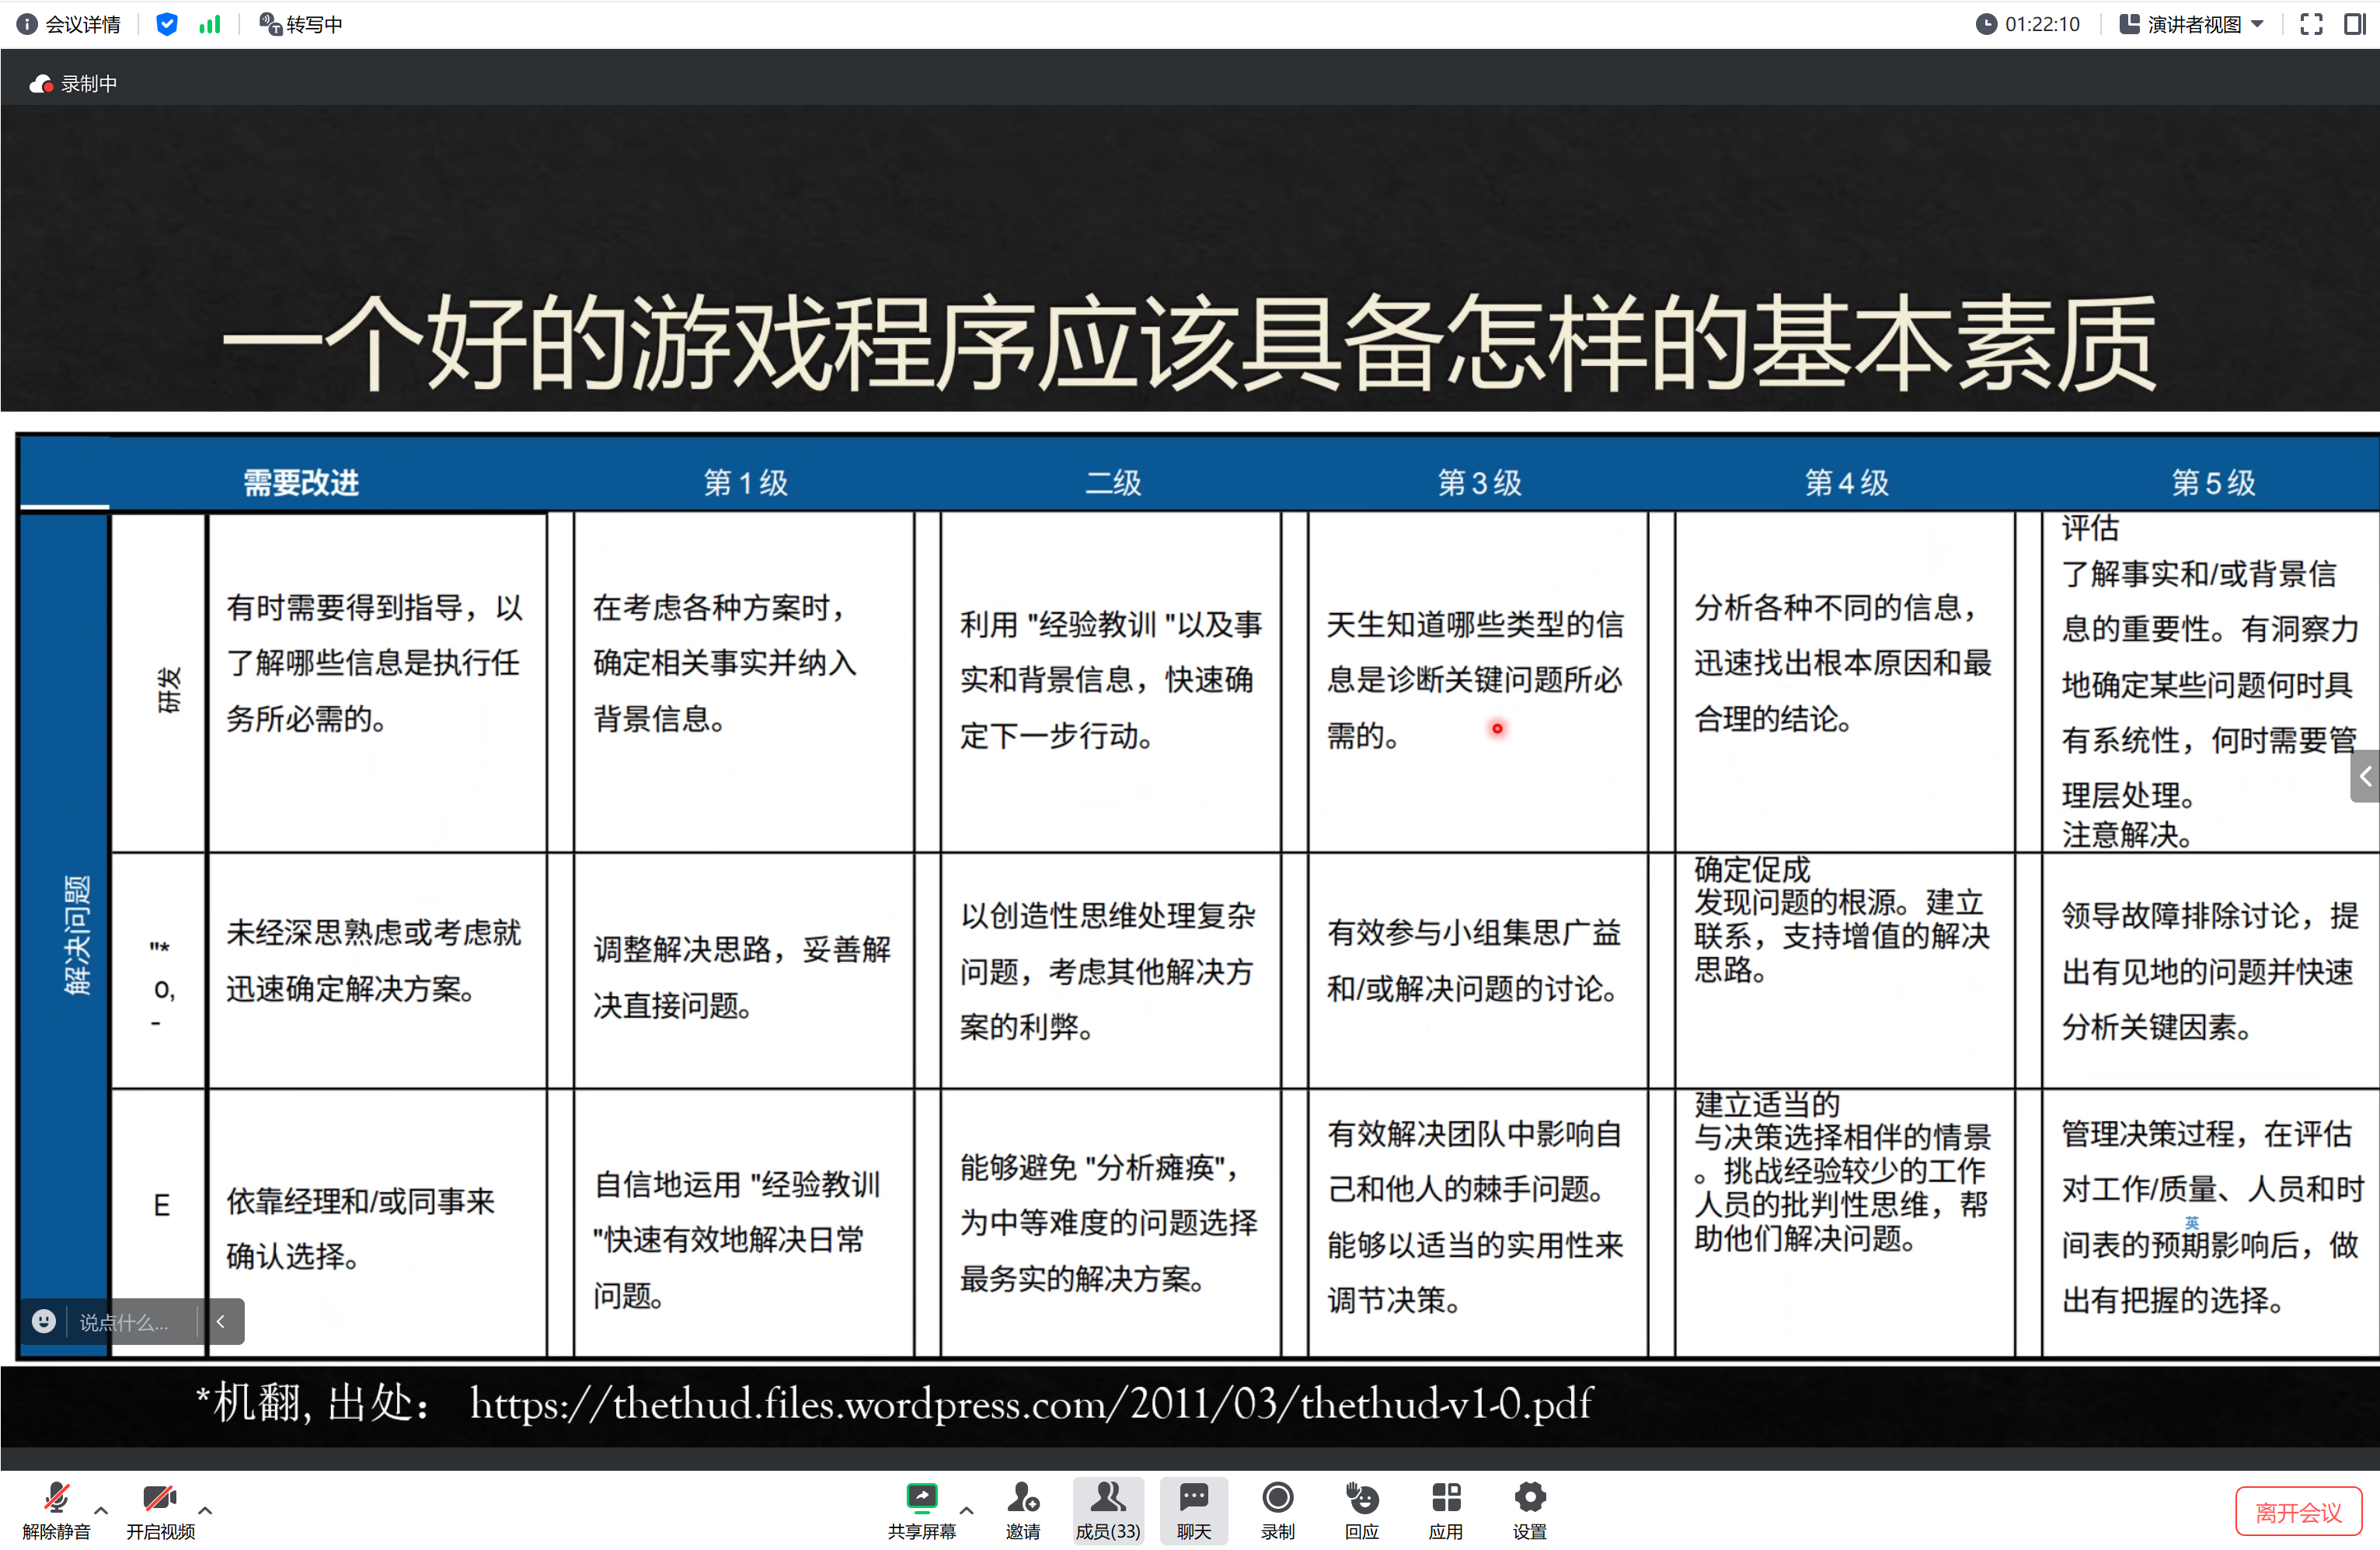 会议详情
转写中
01:22:10
演讲者视图
录制中
一个好的游戏程序应该具备怎样的基本素质
需要改进
第1级
二级
第3级
第4级
第5级
解决问题
研发
有时需要得到指导，以
了解哪些信息是执行任
务所必需的。
在考虑各种方案时，
确定相关事实并纳入
背景信息。
利用 "经验教训 "以及事
实和背景信息，快速确
定下一步行动。
天生知道哪些类型的信
息是诊断关键问题所必
需的。
分析各种不同的信息，
迅速找出根本原因和最
合理的结论。
评估
了解事实和/或背景信
息的重要性。有洞察力
地确定某些问题何时具
有系统性，何时需要管
理层处理。
注意解决。
"*
o,
-
未经深思熟虑或考虑就
迅速确定解决方案。
调整解决思路，妥善解
决直接问题。
以创造性思维处理复杂
问题，考虑其他解决方
案的利弊。
有效参与小组集思广益
和/或解决问题的讨论。
确定促成
发现问题的根源。建立
联系，支持增值的解决
思路。
领导故障排除讨论，提
出有见地的问题并快速
分析关键因素。
E
依靠经理和/或同事来
确认选择。
自信地运用 "经验教训
"快速有效地解决日常
问题。
能够避免 "分析瘫痪"，
为中等难度的问题选择
最务实的解决方案。
有效解决团队中影响自
己和他人的棘手问题。
能够以适当的实用性来
调节决策。
建立适当的
与决策选择相伴的情景
。挑战经验较少的工作
人员的批判性思维，帮
助他们解决问题。
管理决策过程，在评估
对工作/质量、人员和时
间表的预期影响后，做
出有把握的选择。
英
说点什么...
*机翻, 出处： https://thethud.files.wordpress.com/2011/03/thethud-v1-0.pdf
解除静音
开启视频
共享屏幕
邀请
成员(33)
聊天
录制
回应
应用
设置
离开会议